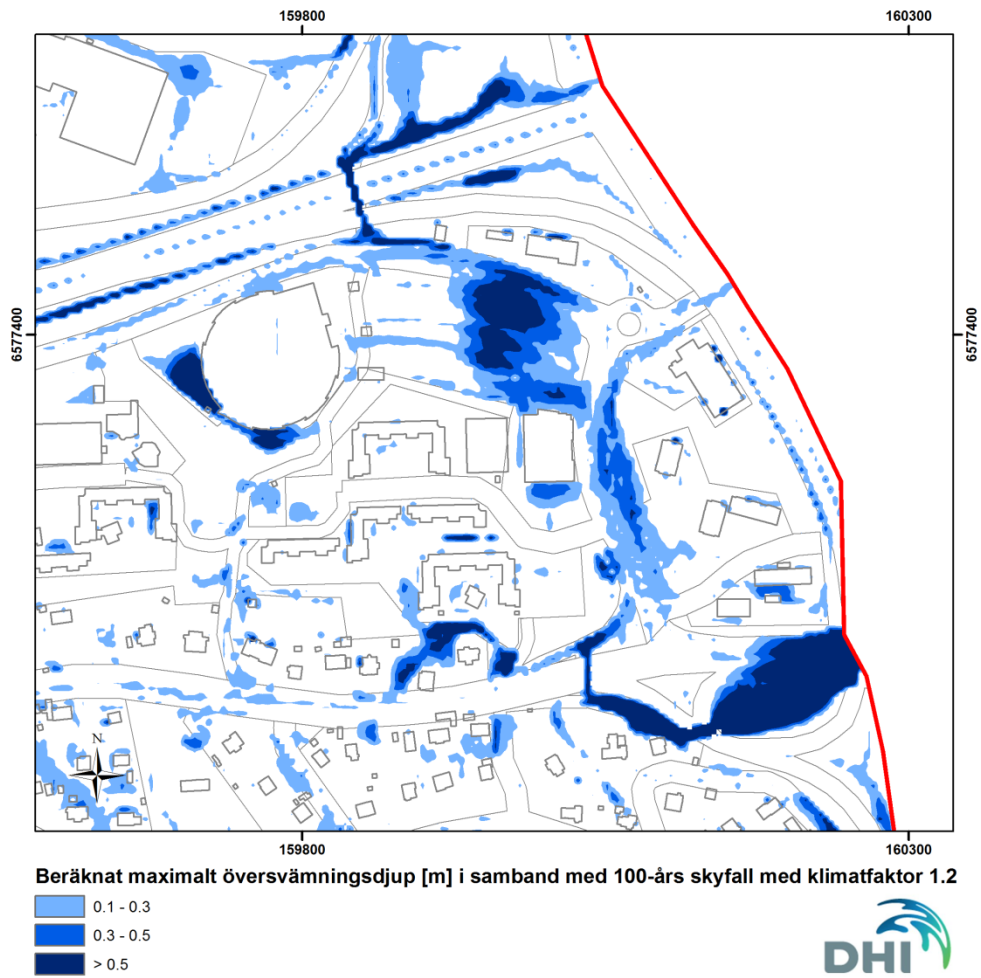 159800 160300
6577400 6577400
N
Beräknat maximalt översvämningsdjup [m] i samband med 100-års skyfall med klimatfaktor 1.2
0.1 - 0.3
0.3 - 0.5
> 0.5
DHI
159800 160300